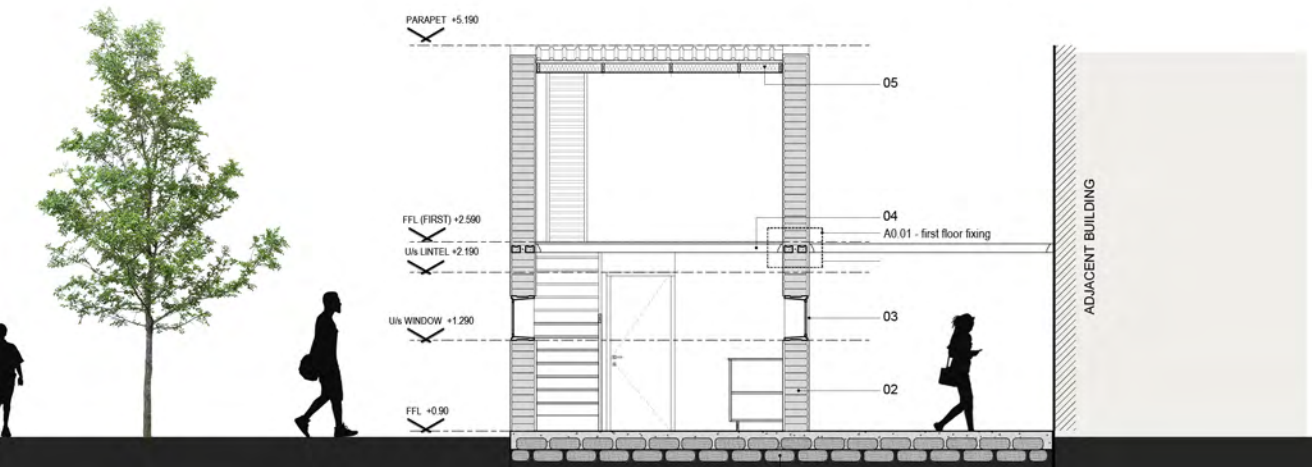 PARAPET +5.190
05
04
FFL (FIRST) +2.590
A0.01 - first floor fixing
U/s LINTEL +2.190
ADJACENT BUILDING
U/s WINDOW +1.290
03
02
FFL +0.90